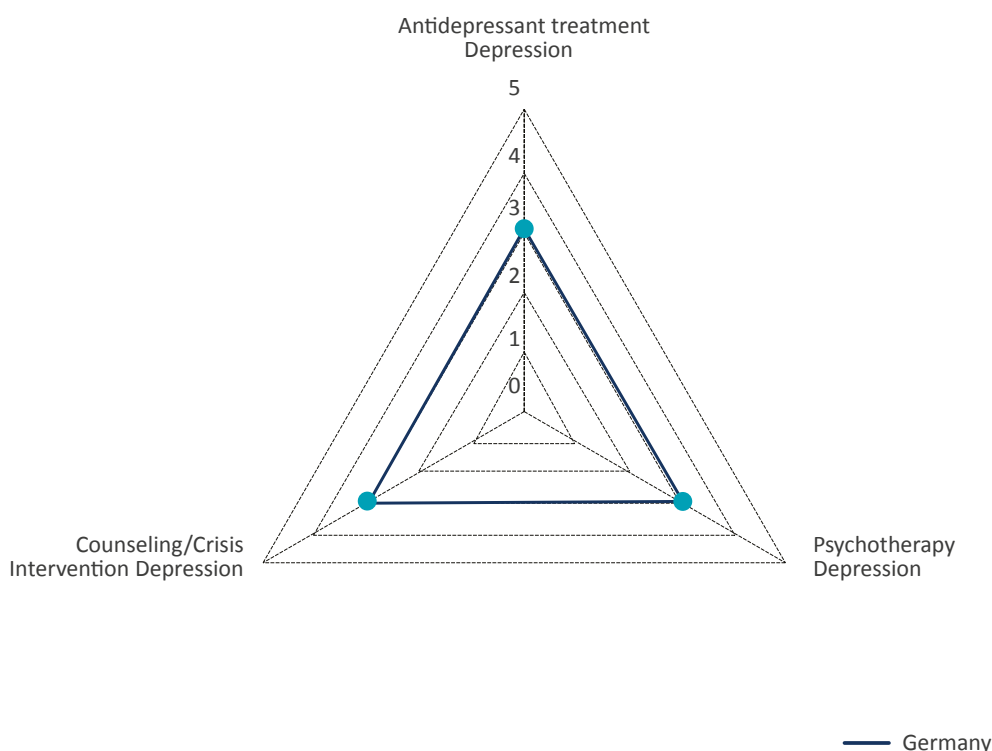 Antidepressant treatment
Depression
5
4
3
2
1
0
Counseling/Crisis
Intervention Depression
Psychotherapy
Depression
Germany